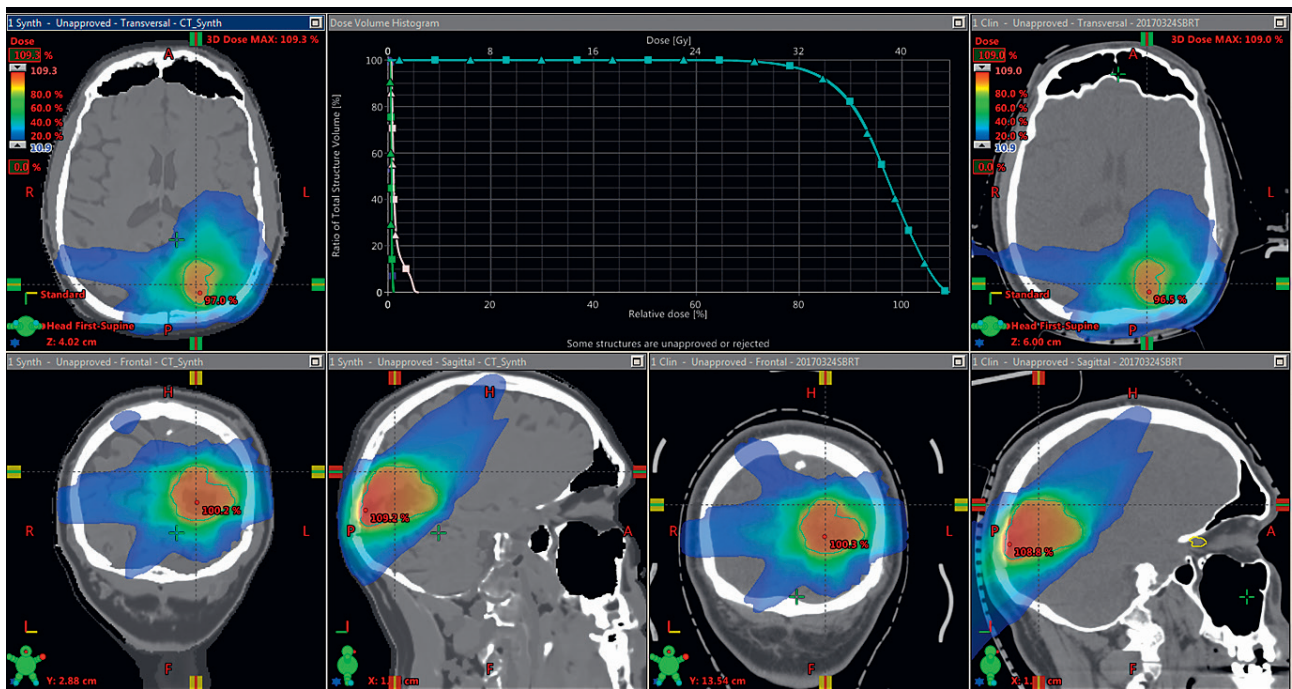 1 Synth - Unapproved - Transversal - CT_Synth
Dose
109.3 %
109.3
80.0 %
60.0 %
40.0 %
20.0 %
10.9
0.0 %
3D Dose MAX: 109.3 %
A
R
L
97.0 %
Standard
Head First-Supine
P
Z: 4.02 cm
Dose Volume Histogram
Dose [Gy]
0 8 16 24 32 40
Ratio of Total Structure Volume [%]
100
80
60
40
20
0
0 20 40 60 80 100
Relative dose [%]
Some structures are unapproved or rejected
1 Clin - Unapproved - Transversal - 20170324SBRT
Dose
109.0 %
109.0
80.0 %
60.0 %
40.0 %
20.0 %
10.9
0.0 %
3D Dose MAX: 109.0 %
A
R
L
96.5 %
Standard
Head First-Supine
P
Z: 6.00 cm
1 Synth - Unapproved - Frontal - CT_Synth
H
R
L
100.2 %
F
Y: 2.88 cm
1 Synth - Unapproved - Sagittal - CT_Synth
H
P
A
109.2 %
F
cm
1 Clin - Unapproved - Frontal - 20170324SBRT
H
R
L
100.3 %
F
Y: 13.54 cm
1 Clin - Unapproved - Sagittal - 20170324SBRT
H
P
A
108.8 %
F
cm